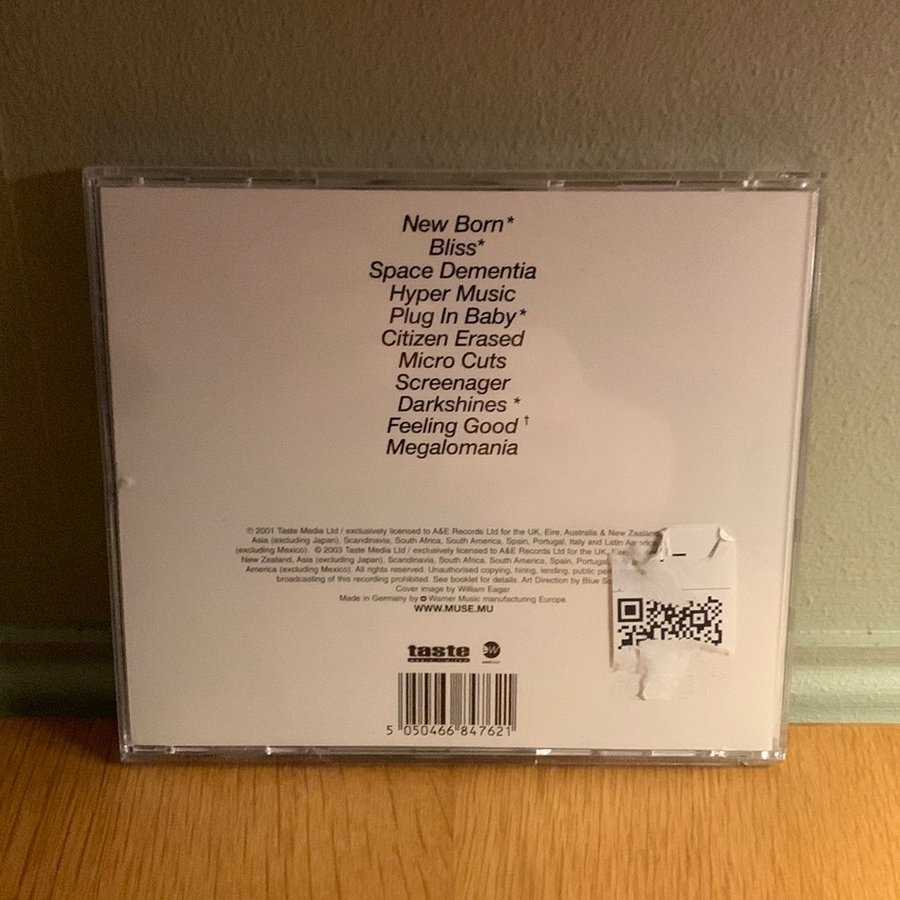 New Born*
Bliss*
Space Dementia
Hyper Music
Plug In Baby*
Citizen Erased
Micro Cuts
Screenager
Darkshines *
Feeling Good †
Megalomania
℗ 2001 Taste Media Ltd / exclusively licensed to A&E Records Ltd for the UK, Eire, Australia & New Zealand
Asia (excluding Japan), Scandinavia, South Africa, South America, Spain, Portugal, Italy and Latin America
(excluding Mexico). © 2003 Taste Media Ltd / exclusively licensed to A&E Records Ltd for the UK,
New Zealand, Asia (excluding Japan), Scandinavia, South Africa, South America, Spain, Portugal
America (excluding Mexico). All rights reserved. Unauthorised copying, hiring, lending, public
broadcasting of this recording prohibited. See booklet for details. Art Direction by Blue
Cover image by William Eagar.
Made in Germany by Warner Music manufacturing Europe.
WWW.MUSE.MU
taste
5 050466 847621